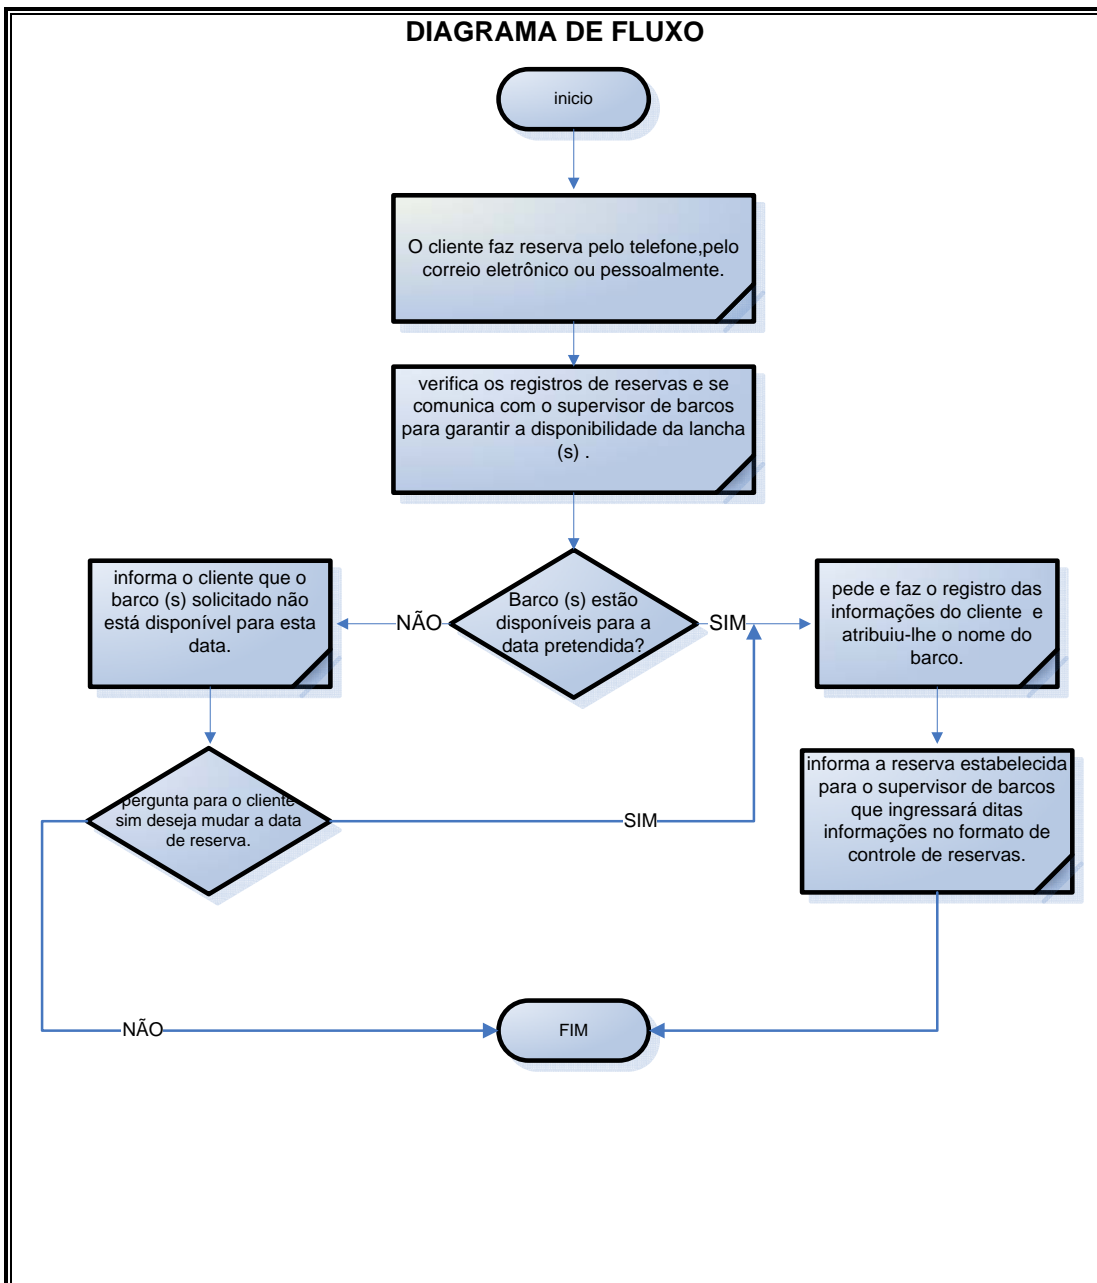 DIAGRAMA DE FLUXO
inicio
O cliente faz reserva pelo telefone,pelo
correio eletrônico ou pessoalmente.
verifica os registros de reservas e se
comunica com o supervisor de barcos
para garantir a disponibilidade da lancha
(s) .
Barco (s) estão
disponíveis para a
data pretendida?
NÃO
SIM
informa o cliente que o
barco (s) solicitado não
está disponível para esta
data.
pede e faz o registro das
informações do cliente e
atribuiu-lhe o nome do
barco.
pergunta para o cliente
sim deseja mudar a data
de reserva.
SIM
informa a reserva estabelecida
para o supervisor de barcos
que ingressará ditas
informações no formato de
controle de reservas.
NÃO
FIM